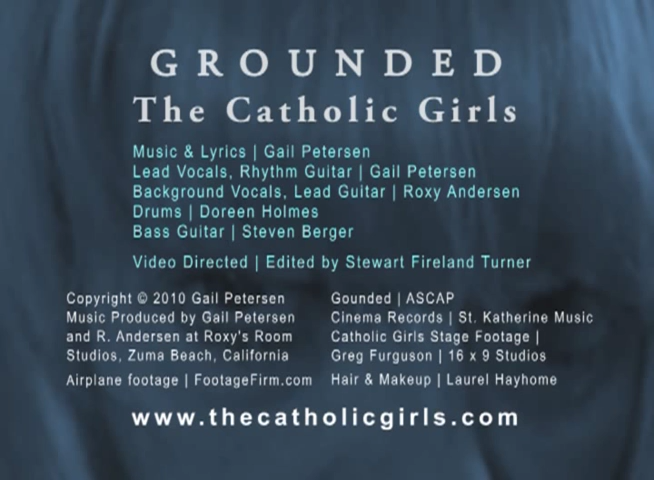 GROUNDED
The Catholic Girls
Music & Lyrics | Gail Petersen
Lead Vocals, Rhythm Guitar | Gail Petersen
Background Vocals, Lead Guitar | Roxy Andersen
Drums | Doreen Holmes
Bass Guitar | Steven Berger
Video Directed | Edited by Stewart Fireland Turner
Copyright © 2010 Gail Petersen
Music Produced by Gail Petersen
and R. Andersen at Roxy's Room
Studios, Zuma Beach, California
Airplane footage | FootageFirm.com
Gounded | ASCAP
Cinema Records | St. Katherine Music
Catholic Girls Stage Footage |
Greg Furguson | 16 x 9 Studios
Hair & Makeup | Laurel Hayhome
www.thecatholicgirls.com